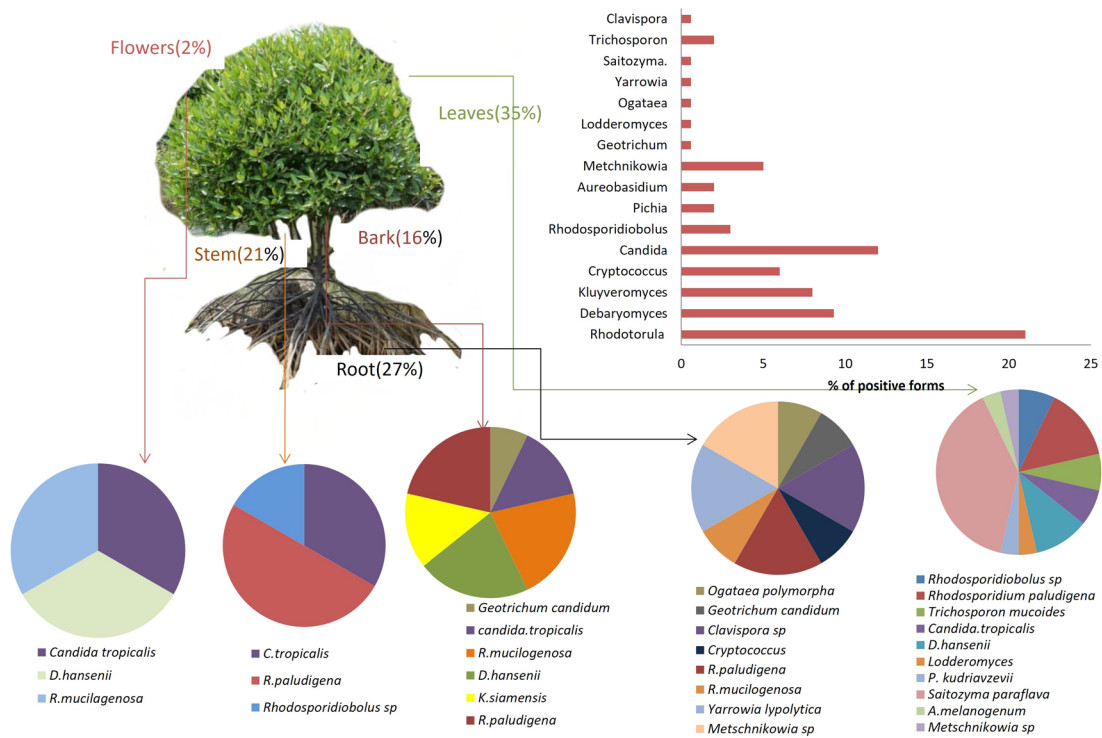 Flowers(2%)
Leaves(35%)
Stem(21%)
Bark(16%)
Root(27%)
Clavispora
Trichosporon
Saitozyma.
Yarrowia
Ogataea
Lodderomyces
Geotrichum
Metchnikowia
Aureobasidium
Pichia
Rhodosporidiobolus
Candida
Cryptococcus
Kluyveromyces
Debaryomyces
Rhodotorula
0 5 10 15 20 25
% of positive forms
Candida tropicalis
D.hansenii
R.mucilagenosa
C.tropicalis
R.paludigena
Rhodosporidiobolus sp
Geotrichum candidum
candida.tropicalis
R.mucilogenosa
D.hansenii
K.siamensis
R.paludigena
Ogataea polymorpha
Geotrichum candidum
Clavispora sp
Cryptococcus
R.paludigena
R.mucilogenosa
Yarrowia lypolytica
Metschnikowia sp
Rhodosporidiobolus sp
Rhodosporidium paludigena
Trichosporon mucoides
Candida.tropicalis
D.hansenii
Lodderomyces
P. kudriavzevii
Saitozyma paraflava
A.melanogenum
Metschnikowia sp